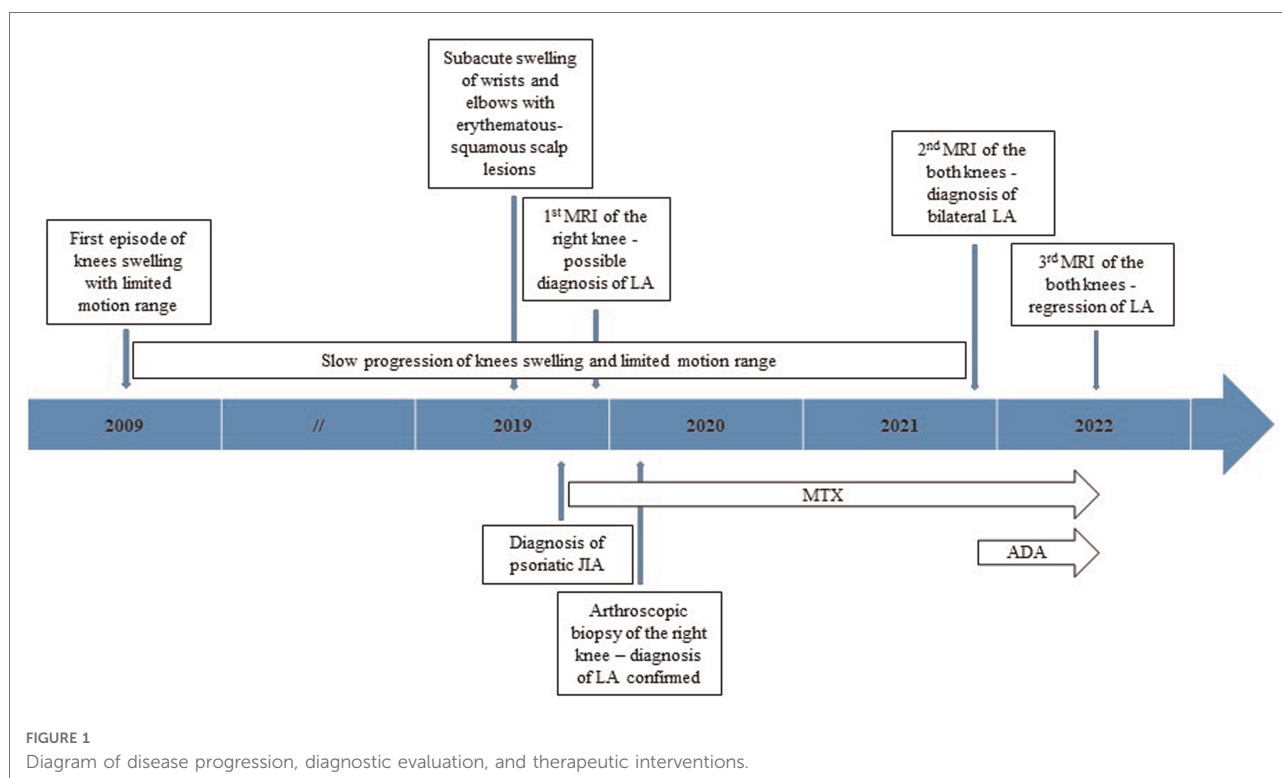 Subacute swelling
of wrists and
elbows with
erythematous-
squamous scalp
lesions
2nd MRI of the
both knees -
diagnosis of
bilateral LA
First episode of
knees swelling
with limited
motion range
1st MRI of the
right knee -
possible
diagnosis of LA
3rd MRI of the
both knees -
regression of LA
Slow progression of knees swelling and limited motion range
2009
//
2019
2020
2021
2022
MTX
ADA
Diagnosis of
psoriatic JIA
Arthroscopic
biopsy of the right
knee – diagnosis
of LA confirmed
FIGURE 1
Diagram of disease progression, diagnostic evaluation, and therapeutic interventions.